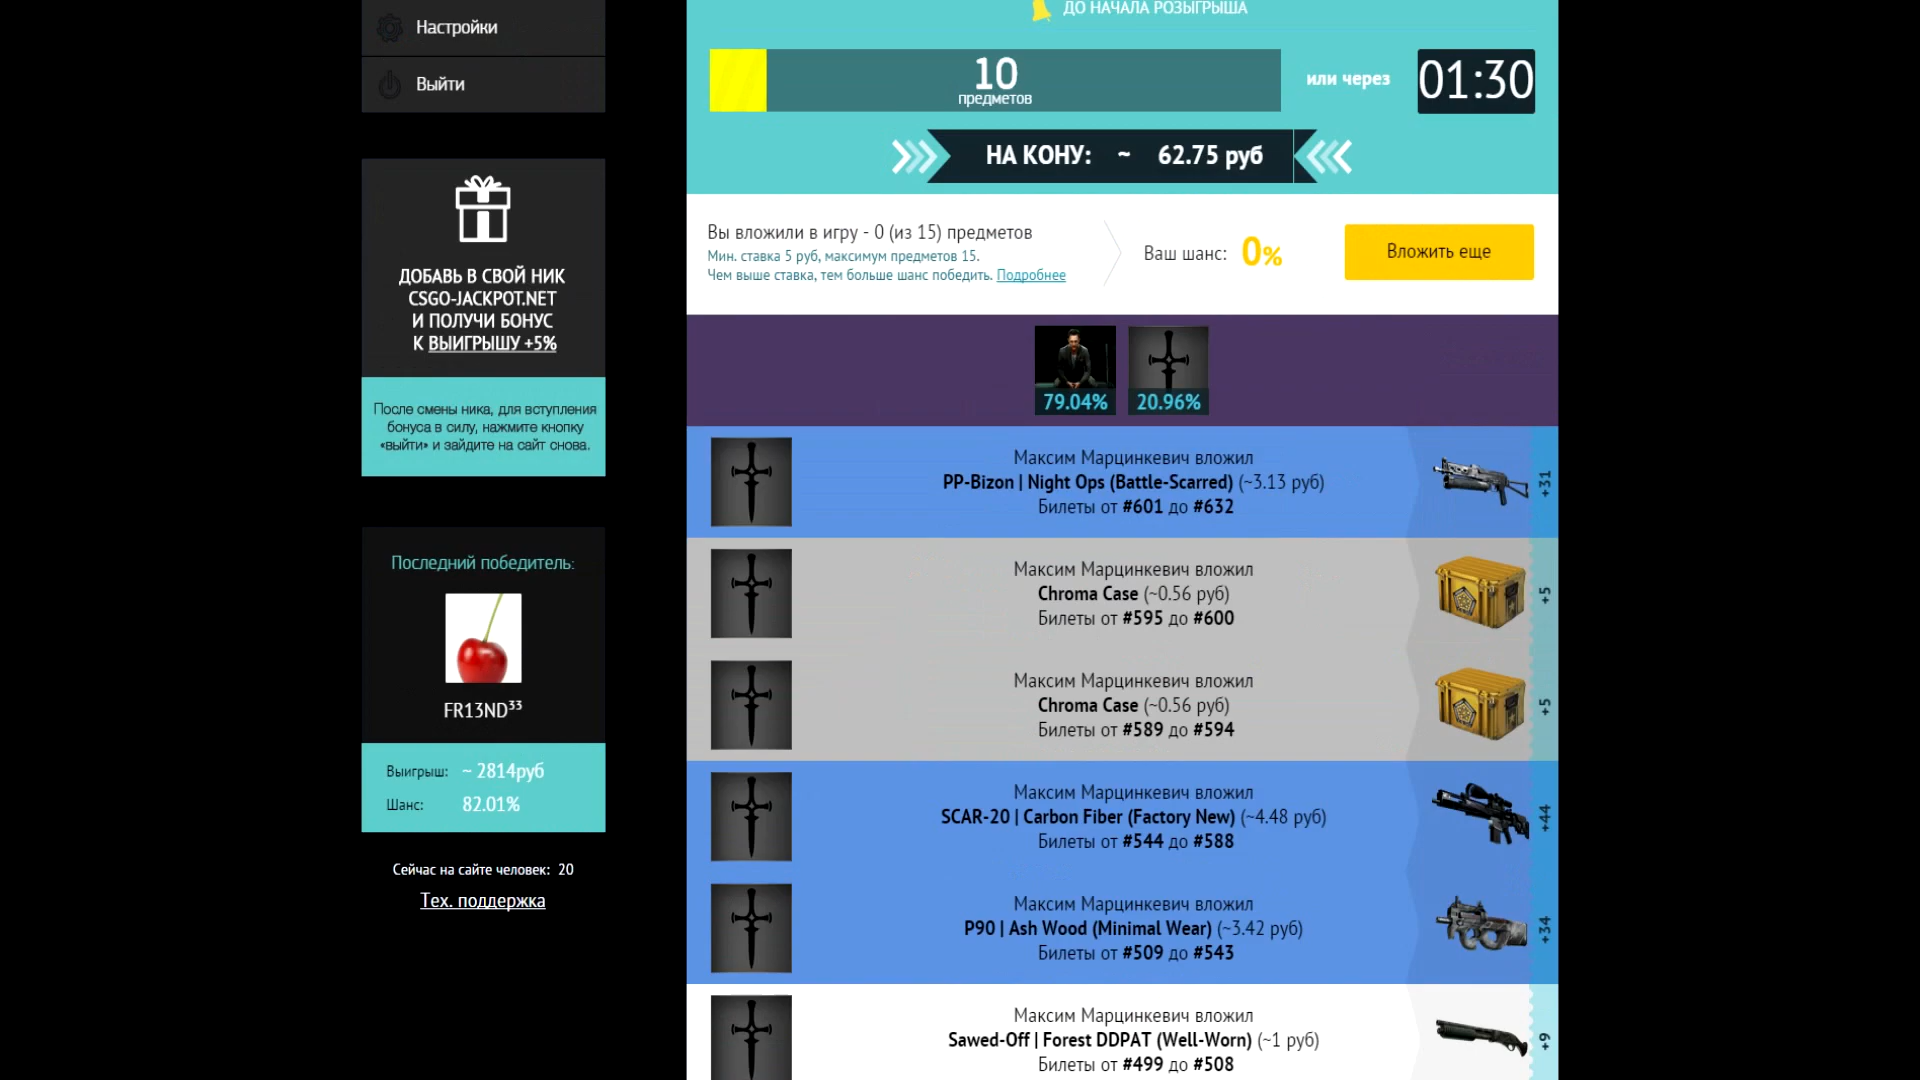 Настройки
Выйти
ДОБАВЬ В СВОЙ НИК
CSGO-JACKPOT.NET
И ПОЛУЧИ БОНУС
К ВЫИГРЫШУ +5%
После смены ника, для вступления
бонуса в силу, нажмите кнопку
«выйти» и зайдите на сайт снова.
Последний победитель:
FR13ND³³
Выигрыш: ~ 2814руб
Шанс: 82.01%
Сейчас на сайте человек: 20
Тех. поддержка
ДО НАЧАЛА РОЗЫГРЫША
10
предметов
или через
01:30
НА КОНУ: ~ 62.75 руб
Вы вложили в игру - 0 (из 15) предметов
Мин. ставка 5 руб, максимум предметов 15.
Чем выше ставка, тем больше шанс победить. Подробнее
Ваш шанс: 0%
Вложить еще
79.04%
20.96%
Максим Марцинкевич вложил
PP-Bizon | Night Ops (Battle-Scarred) (~3.13 руб)
Билеты от #601 до #632
+31
Максим Марцинкевич вложил
Chroma Case (~0.56 руб)
Билеты от #595 до #600
+5
Максим Марцинкевич вложил
Chroma Case (~0.56 руб)
Билеты от #589 до #594
+5
Максим Марцинкевич вложил
SCAR-20 | Carbon Fiber (Factory New) (~4.48 руб)
Билеты от #544 до #588
+44
Максим Марцинкевич вложил
P90 | Ash Wood (Minimal Wear) (~3.42 руб)
Билеты от #509 до #543
+34
Максим Марцинкевич вложил
Sawed-Off | Forest DDPAT (Well-Worn) (~1 руб)
Билеты от #499 до #508
+9